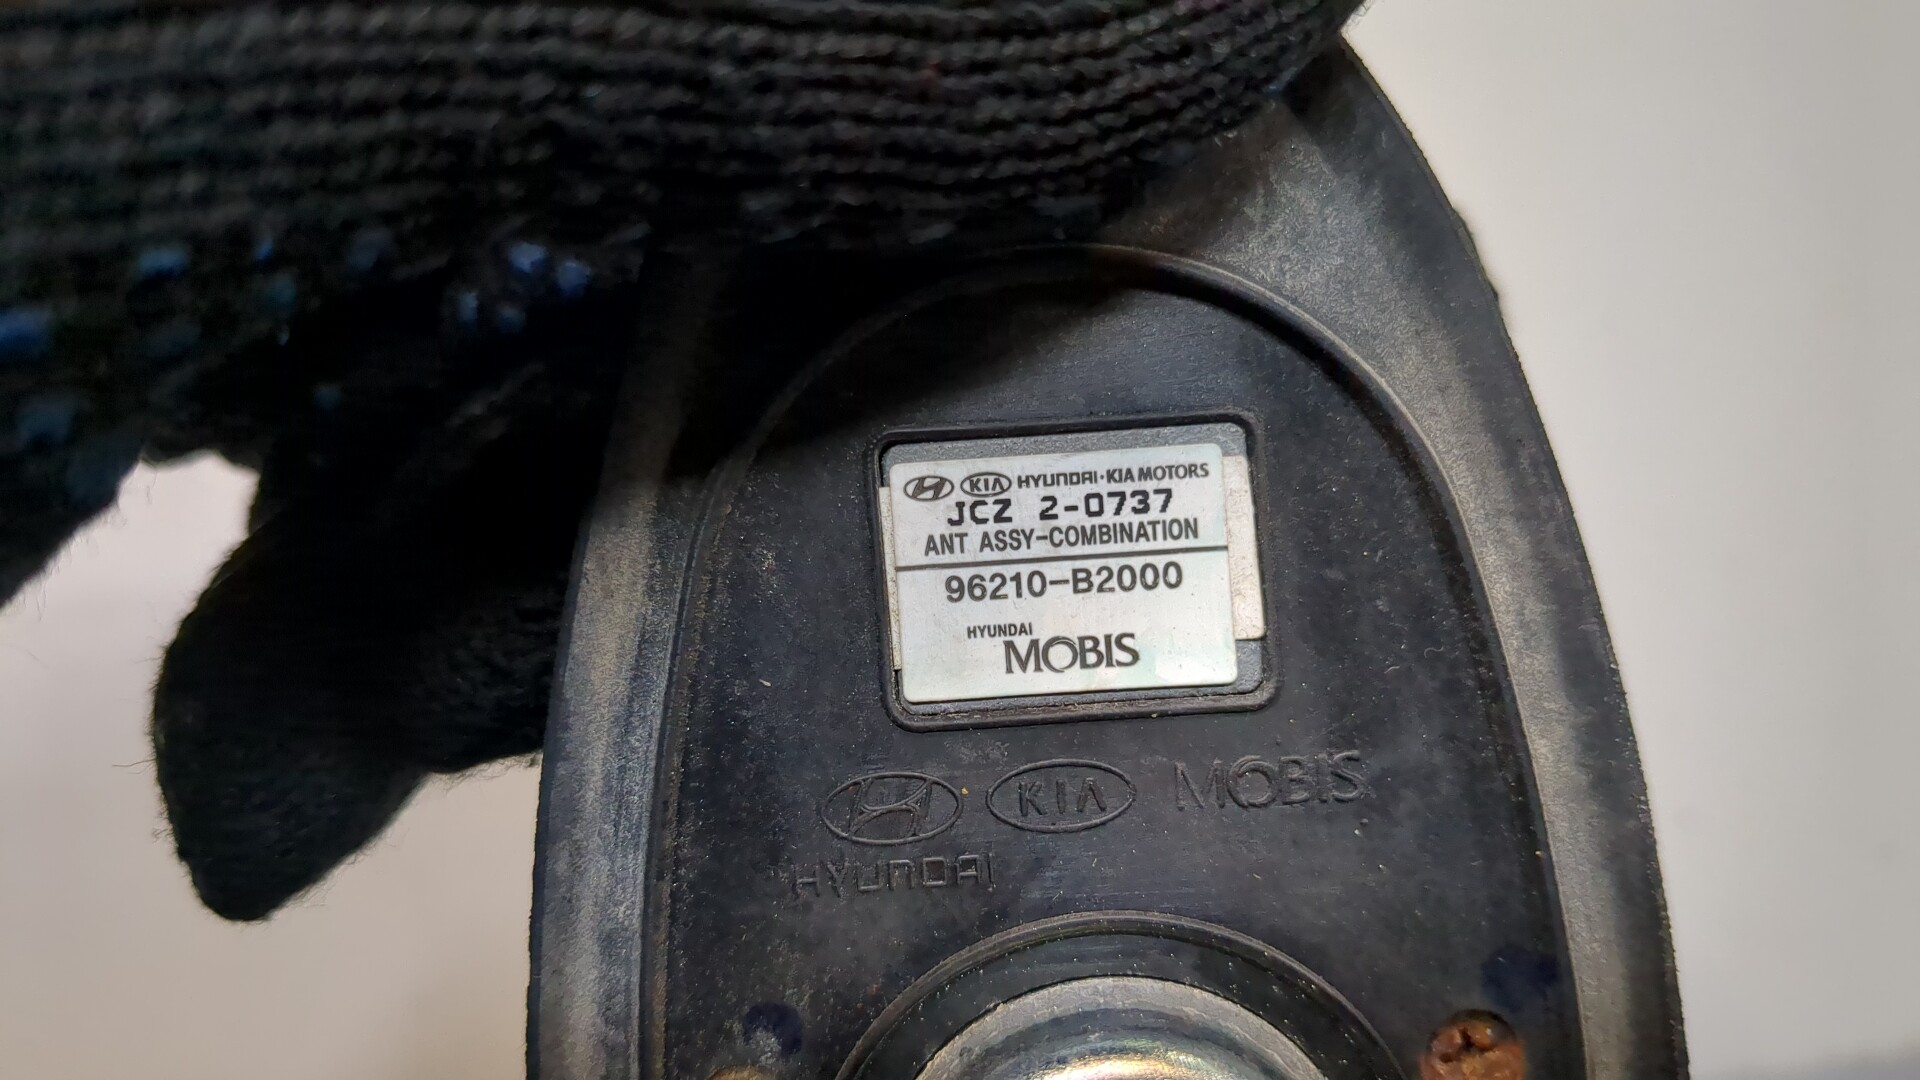 KIA HYUNDAI·KIA MOTORS
JCZ 2-0737
ANT ASSY-COMBINATION
96210-B2000
HYUNDAI
MOBIS
KIA MOBIS
HYUNDAI